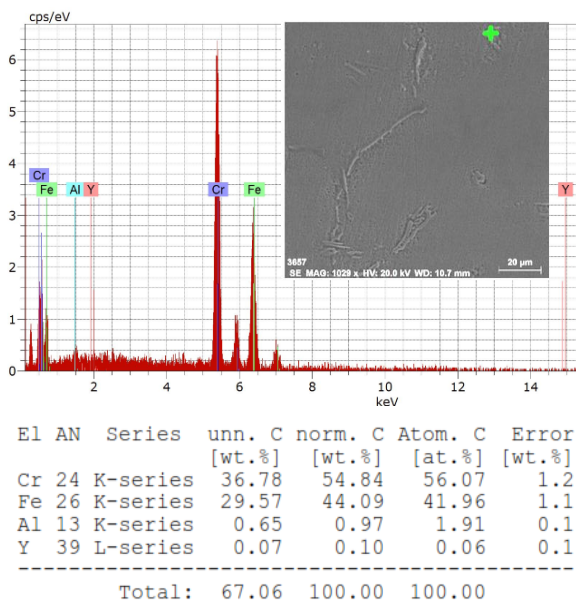 cps/eV
6
5
4
3
2
1
0
Cr
Fe
Al
Y
Cr
Fe
Y
3657
SE MAG: 1029 x HV: 20.0 kV WD: 10.7 mm
20 µm
2 4 6 8 10 12 14
keV
El AN Series unn. C norm. C Atom. C Error
[wt.%] [wt.%] [at.%] [wt.%]
Cr 24 K-series 36.78 54.84 56.07 1.2
Fe 26 K-series 29.57 44.09 41.96 1.1
Al 13 K-series 0.65 0.97 1.91 0.1
Y 39 L-series 0.07 0.10 0.06 0.1
Total: 67.06 100.00 100.00